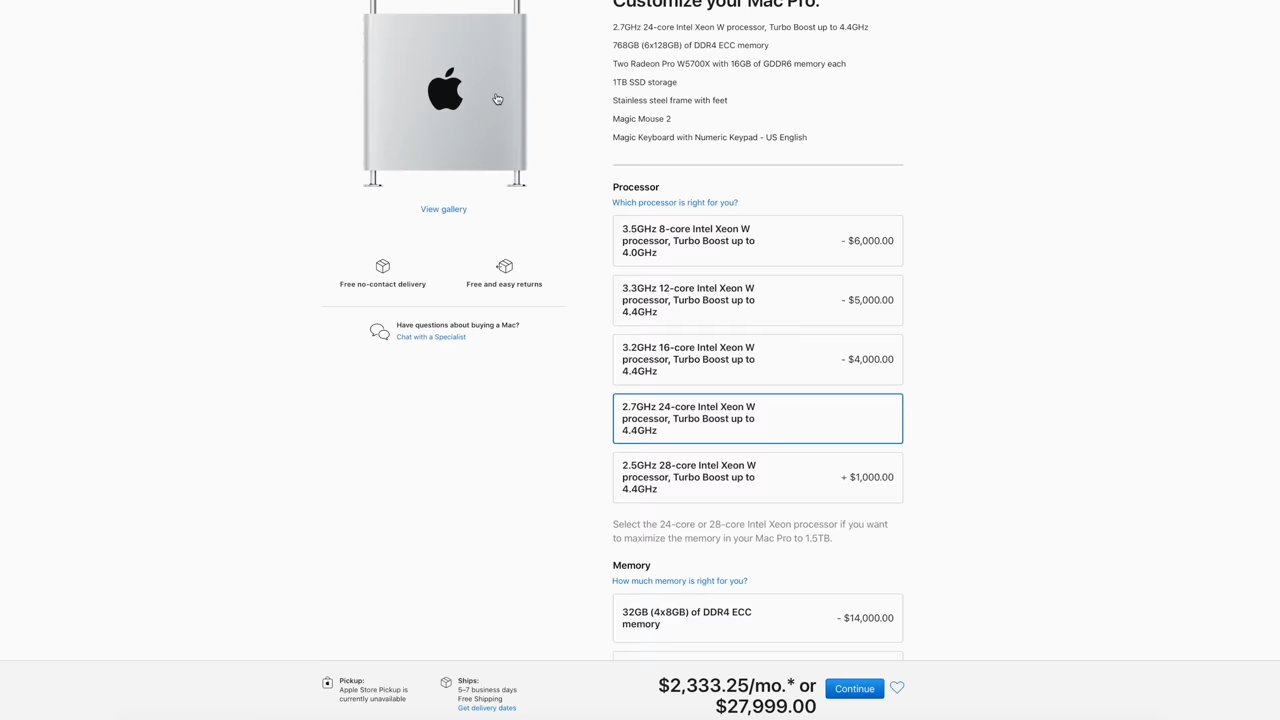 Customize your Mac Pro.
2.7GHz 24-core Intel Xeon W processor, Turbo Boost up to 4.4GHz
768GB (6x128GB) of DDR4 ECC memory
Two Radeon Pro W5700X with 16GB of GDDR6 memory each
1TB SSD storage
Stainless steel frame with feet
Magic Mouse 2
Magic Keyboard with Numeric Keypad - US English
View gallery
Free no-contact delivery
Free and easy returns
Have questions about buying a Mac?
Chat with a Specialist
Processor
Which processor is right for you?
3.5GHz 8-core Intel Xeon W
processor, Turbo Boost up to
4.0GHz
- $6,000.00
3.3GHz 12-core Intel Xeon W
processor, Turbo Boost up to
4.4GHz
- $5,000.00
3.2GHz 16-core Intel Xeon W
processor, Turbo Boost up to
4.4GHz
- $4,000.00
2.7GHz 24-core Intel Xeon W
processor, Turbo Boost up to
4.4GHz
2.5GHz 28-core Intel Xeon W
processor, Turbo Boost up to
4.4GHz
+ $1,000.00
Select the 24-core or 28-core Intel Xeon processor if you want
to maximize the memory in your Mac Pro to 1.5TB.
Memory
How much memory is right for you?
32GB (4x8GB) of DDR4 ECC
memory
- $14,000.00
Pickup:
Apple Store Pickup is
currently unavailable
Ships:
5-7 business days
Free Shipping
Get delivery dates
$2,333.25/mo.* or
$27,999.00
Continue